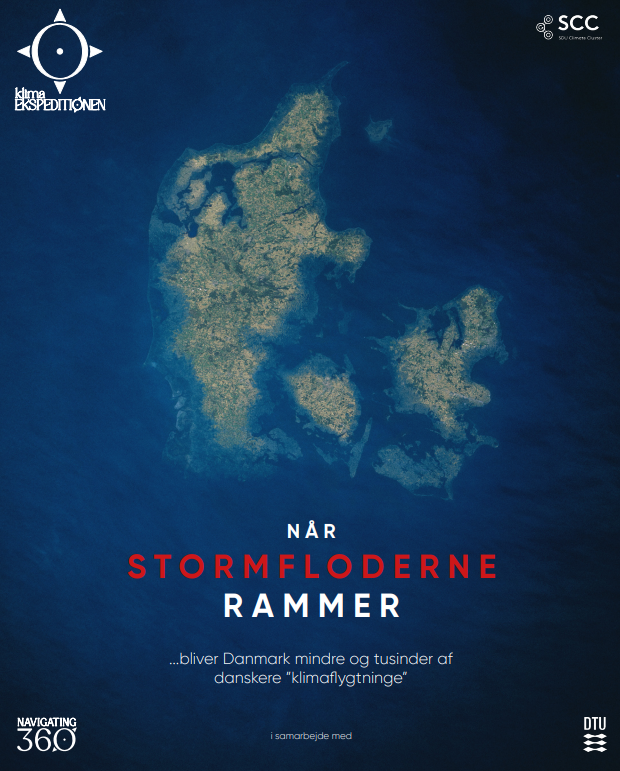 klima
EKSPEDITIONEN
SCC
SDU Climate Cluster
NÅR
STORMFLODERNE
RAMMER
...bliver Danmark mindre og tusinder af
danskere "klimaflygtninge"
NAVIGATING
360
i samarbejde med
DTU